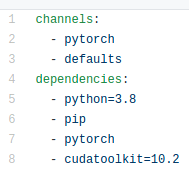 1 channels:
2   - pytorch
3   - defaults
4 dependencies:
5   - python=3.8
6   - pip
7   - pytorch
8   - cudatoolkit=10.2